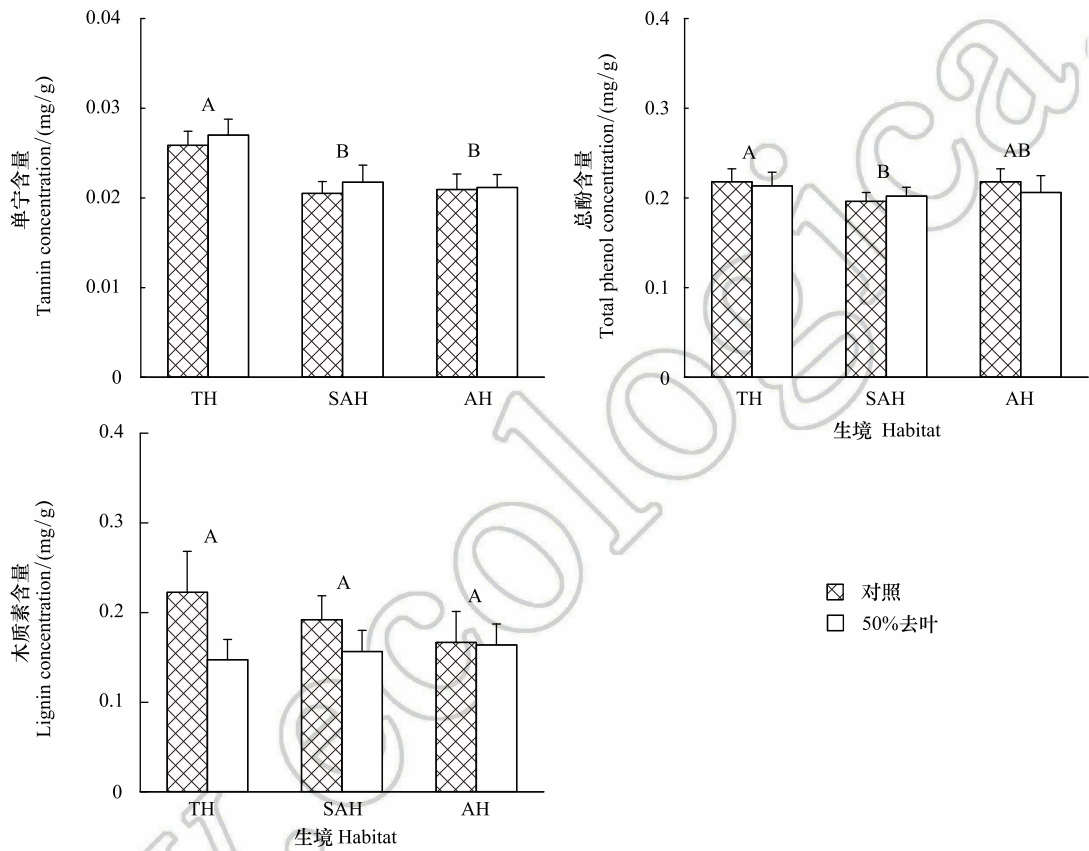 单宁含量
Tannin concentration/(mg/g)
0.04
0.03
0.02
0.01
0
A
B
B
TH
SAH
AH
总酚含量
Total phenol concentration/(mg/g)
0.4
0.3
0.2
0.1
0
A
B
AB
TH
SAH
AH
生境 Habitat
木质素含量
Lignin concentration/(mg/g)
0.4
0.3
0.2
0.1
0
A
A
A
TH
SAH
AH
生境 Habitat
对照
50%去叶
ecologica